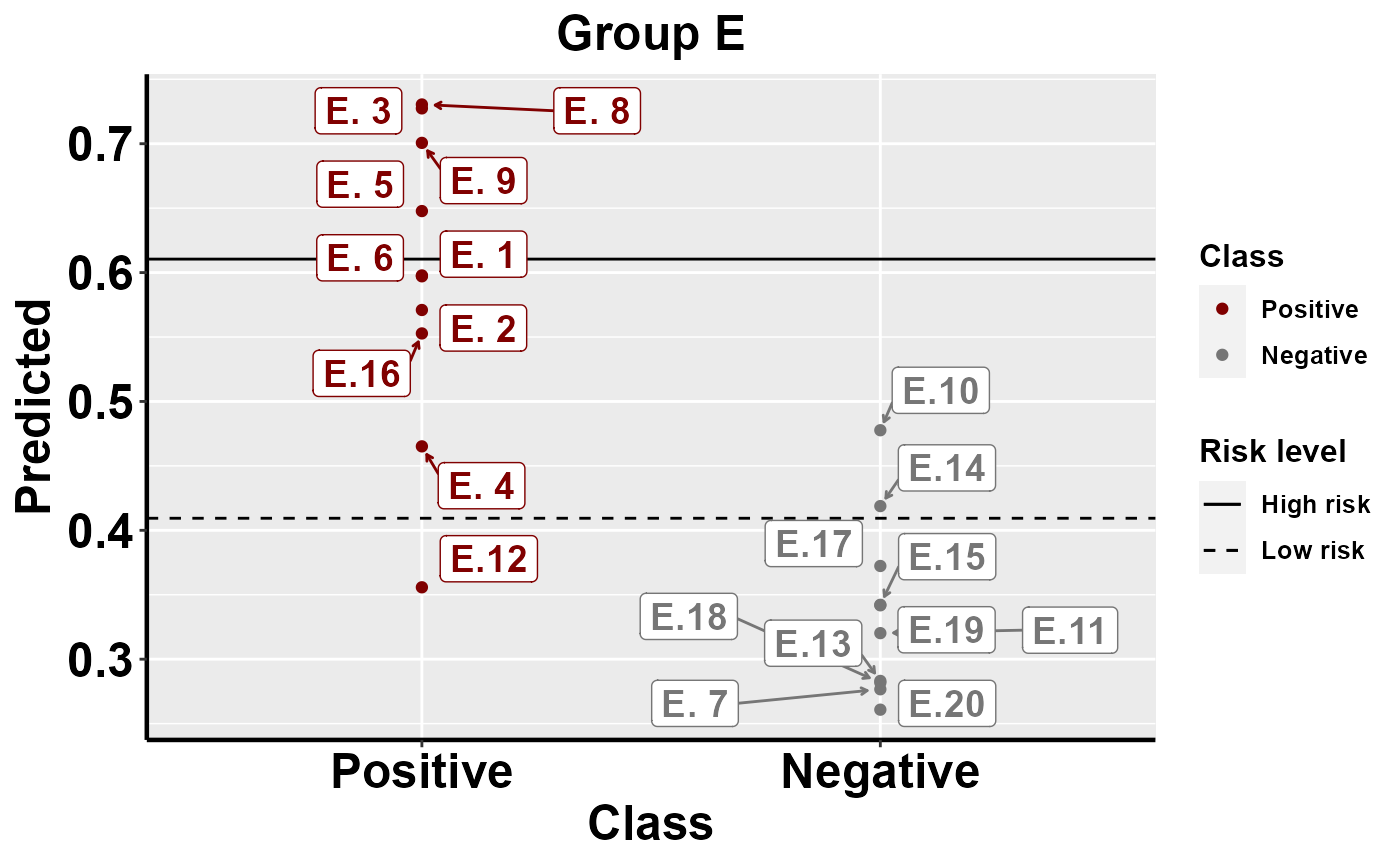 Group E
Predicted
0.7
0.6
0.5
0.4
0.3
E. 3
E. 8
E. 9
E. 5
E. 6
E. 1
E. 2
E.16
E. 4
E.12
E.10
E.14
E.17
E.15
E.18
E.13
E.19
E.11
E. 7
E.20
Positive
Negative
Class
Class
Positive
Negative
Risk level
High risk
Low risk